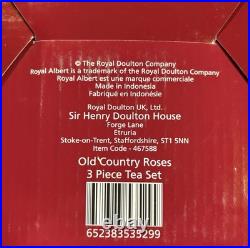 © The Royal Doulton Company
Royal Albert is a trademark of the Royal Doulton Company
Royal Albert est une marque commerciale
Made in Indonesia
Fabriqué en Indonésie
Royal Doulton UK, Ltd.
Sir Henry Doulton House
Forge Lane
Etruria
Stoke-on-Trent, Staffordshire, ST1 5NN
Item Code - 467588
Old Country Roses
3 Piece Tea Set
652383535299